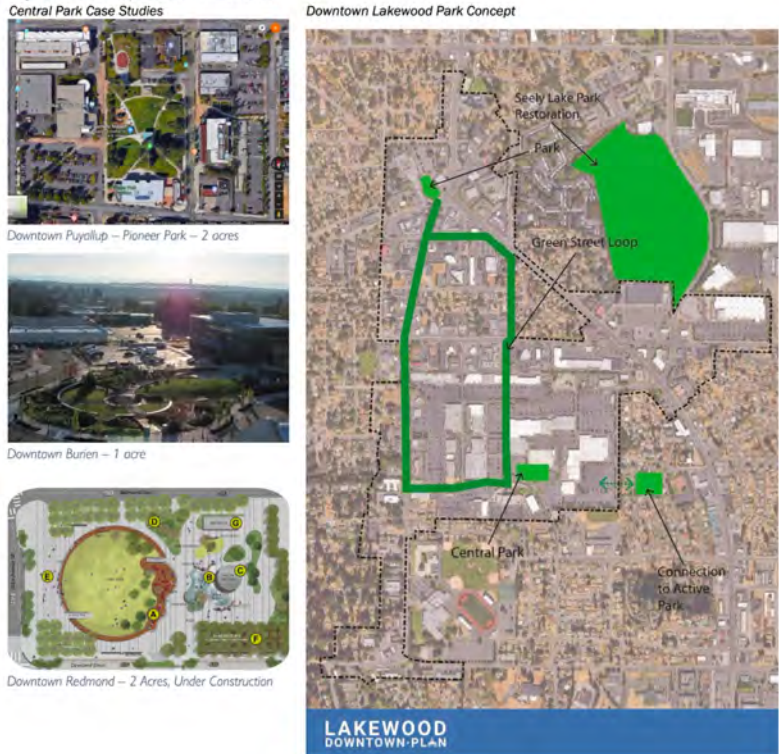 Central Park Case Studies
Downtown Puyallup – Pioneer Park – 2 acres
Downtown Burien – 1 acre
D
G
E
B
C
A
F
Downtown Redmond – 2 Acres, Under Construction
Downtown Lakewood Park Concept
Seely Lake Park
Restoration
Park
Green Street Loop
Central Park
Connection
to Active
Park
LAKEWOOD
DOWNTOWN-PLAN